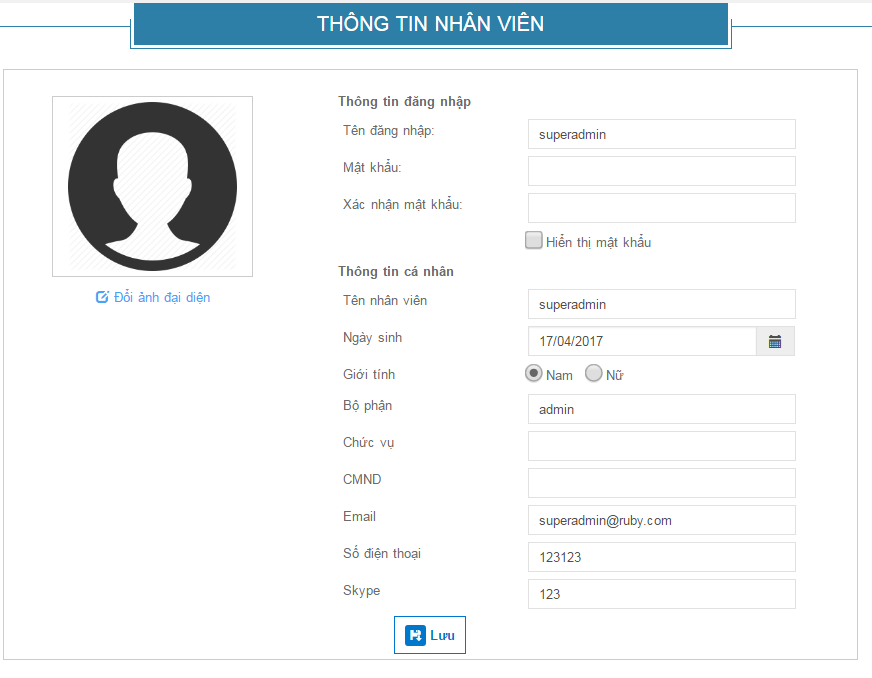 THÔNG TIN NHÂN VIÊN
Thông tin đăng nhập
Tên đăng nhập: superadmin
Mật khẩu:
Xác nhận mật khẩu:
Hiển thị mật khẩu
Đổi ảnh đại diện
Thông tin cá nhân
Tên nhân viên superadmin
Ngày sinh 17/04/2017
Giới tính Nam Nữ
Bộ phận admin
Chức vụ
CMND
Email superadmin@ruby.com
Số điện thoại 123123
Skype 123
Lưu